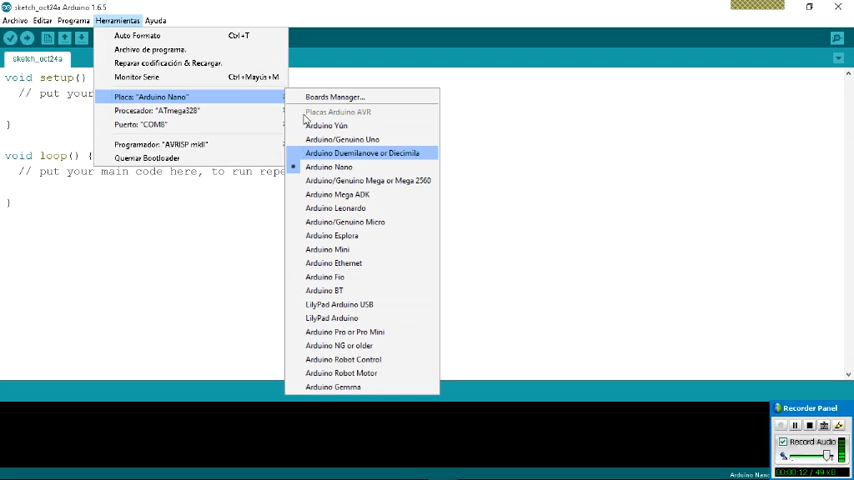 sketch_oct24a Arduino 1.6.5
Archivo Editar Programa Herramientas Ayuda
Auto Formato Ctrl+T
Archivo de programa.
Reparar codificación & Recargar.
Monitor Serie Ctrl+Mayús+M
Placa: "Arduino Nano"
Procesador: "ATmega328"
Puerto: "COM8"
Programador: "AVRISP mkII"
Quemar Bootloader
Boards Manager...
Placas Arduino AVR
Arduino Yún
Arduino/Genuino Uno
Arduino Duemilanove or Diecimila
Arduino Nano
Arduino/Genuino Mega or Mega 2560
Arduino Mega ADK
Arduino Leonardo
Arduino/Genuino Micro
Arduino Esplora
Arduino Mini
Arduino Ethernet
Arduino Fio
Arduino BT
LilyPad Arduino USB
LilyPad Arduino
Arduino Pro or Pro Mini
Arduino NG or older
Arduino Robot Control
Arduino Robot Motor
Arduino Gemma
sketch_oct24a
void setup()
// put your
}
void loop() {
// put your main code here, to run repe
}
Recorder Panel
Record Audio
00:00:12 / 49 kB
Arduino Nano